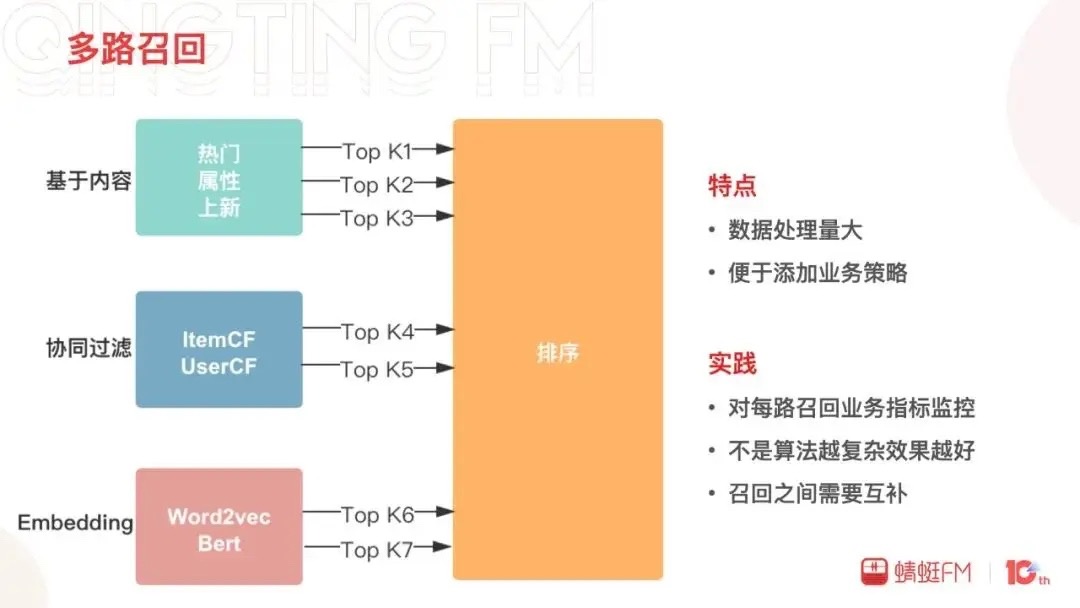 QINGTING FM
多路召回
基于内容
热门
属性
上新
Top K1
Top K2
Top K3
协同过滤
ItemCF
UserCF
Top K4
Top K5
Embedding
Word2vec
Bert
Top K6
Top K7
排序
特点
• 数据处理量大
• 便于添加业务策略
实践
• 对每路召回业务指标监控
• 不是算法越复杂效果越好
• 召回之间需要互补
蜻蜓FM
10th